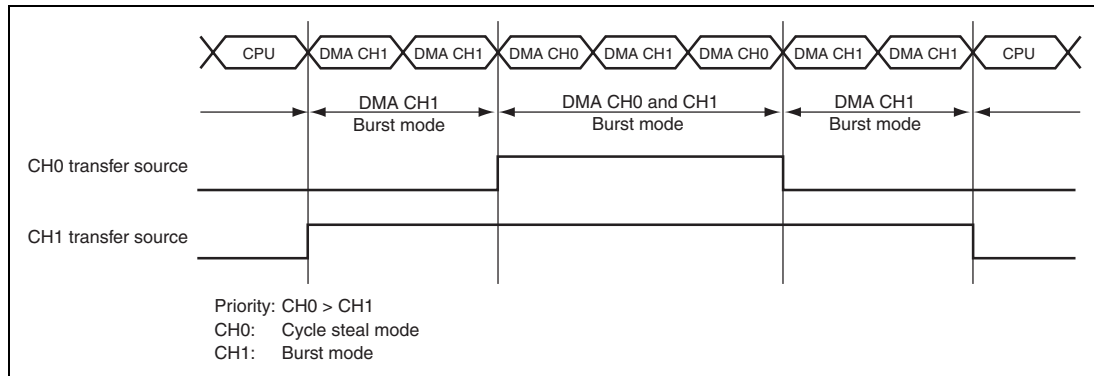 CPU DMA CH1 DMA CH1 DMA CH0 DMA CH1 DMA CH0 DMA CH1 DMA CH1 CPU
DMA CH1 DMA CH0 and CH1 DMA CH1
Burst mode Burst mode Burst mode
CH0 transfer source
CH1 transfer source
Priority: CH0 > CH1
CH0: Cycle steal mode
CH1: Burst mode